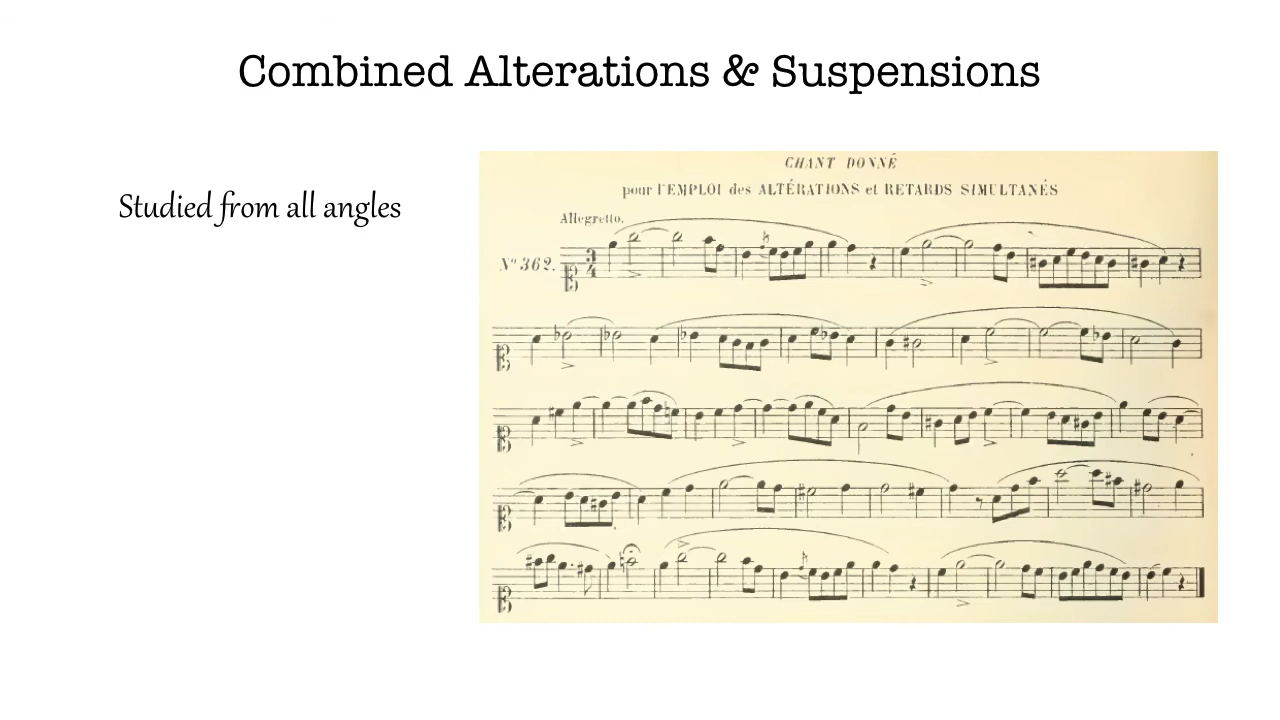 Combined Alterations & Suspensions
Studied from all angles
CHANT DONNÉ
pour l'EMPLOI des ALTÉRATIONS et RETARDS SIMULTANÉS
Allegretto.
Nº 362.